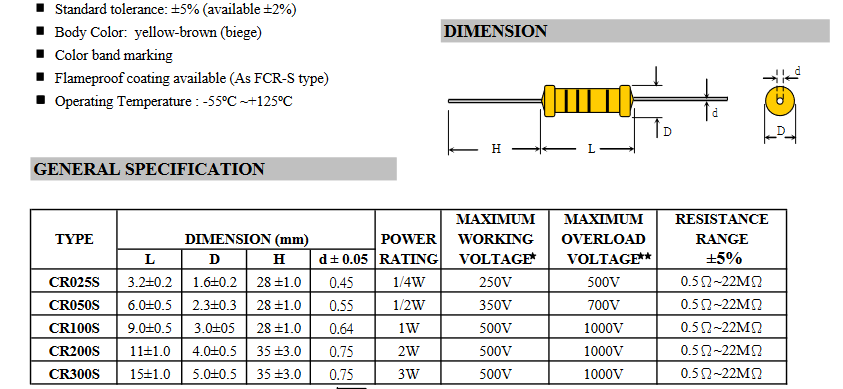 Standard tolerance: ±5% (available ±2%)
Body Color: yellow-brown (biege)
Color band marking
Flameproof coating available (As FCR-S type)
Operating Temperature : -55ºC ~+125ºC
DIMENSION
d
d
D
D
H
L
GENERAL SPECIFICATION
TYPE DIMENSION (mm) POWER RATING MAXIMUM WORKING VOLTAGE★ MAXIMUM OVERLOAD VOLTAGE★★ RESISTANCE RANGE ±5%
L D H d ± 0.05
CR025S 3.2±0.2 1.6±0.2 28 ±1.0 0.45 1/4W 250V 500V 0.5Ω~22MΩ
CR050S 6.0±0.5 2.3±0.3 28 ±1.0 0.55 1/2W 350V 700V 0.5Ω~22MΩ
CR100S 9.0±0.5 3.0±05 28 ±1.0 0.64 1W 500V 1000V 0.5Ω~22MΩ
CR200S 11±1.0 4.0±0.5 35 ±3.0 0.75 2W 500V 1000V 0.5Ω~22MΩ
CR300S 15±1.0 5.0±0.5 35 ±3.0 0.75 3W 500V 1000V 0.5Ω~22MΩ